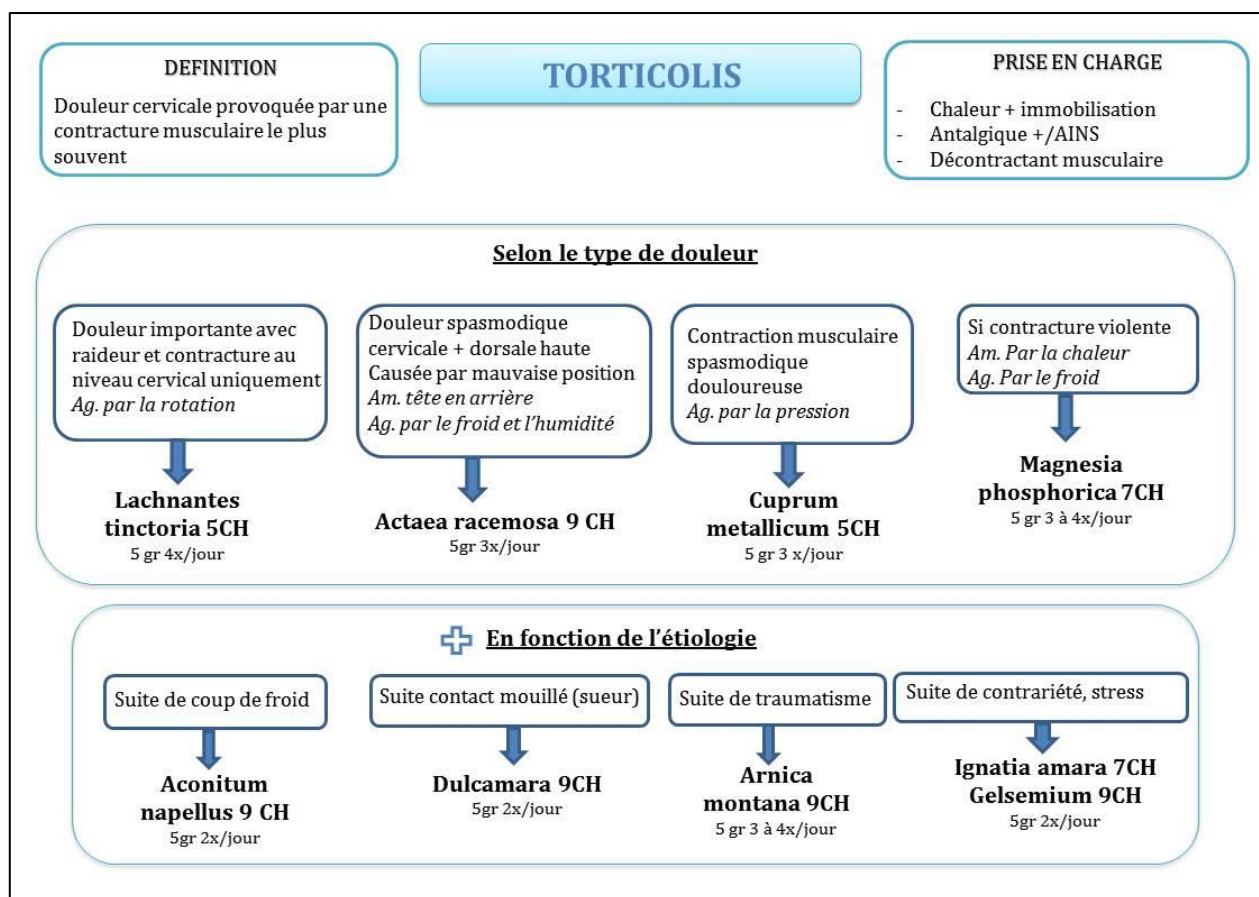 DEFINITION
Douleur cervicale provoquée par une
contracture musculaire le plus
souvent
TORTICOLIS
PRISE EN CHARGE
- Chaleur + immobilisation
- Antalgique +/AINS
- Décontractant musculaire
Selon le type de douleur
Douleur importante avec
raideur et contracture au
niveau cervical uniquement
Ag. par la rotation
Lachnantes
tinctoria 5CH
5 gr 4x/jour
Douleur spasmodique
cervicale + dorsale haute
Causée par mauvaise position
Am. tête en arrière
Ag. par le froid et l'humidité
Actaea racemosa 9 CH
5gr 3x/jour
Contraction musculaire
spasmodique
douloureuse
Ag. par la pression
Cuprum
metallicum 5CH
5 gr 3 x/jour
Si contracture violente
Am. Par la chaleur
Ag. Par le froid
Magnesia
phosphorica 7CH
5 gr 3 à 4x/jour
En fonction de l'étiologie
Suite de coup de froid
Aconitum
napellus 9 CH
5gr 2x/jour
Suite contact mouillé (sueur)
Dulcamara 9CH
5gr 2x/jour
Suite de traumatisme
Arnica
montana 9CH
5 gr 3 à 4x/jour
Suite de contrariété, stress
Ignatia amara 7CH
Gelsemium 9CH
5gr 2x/jour